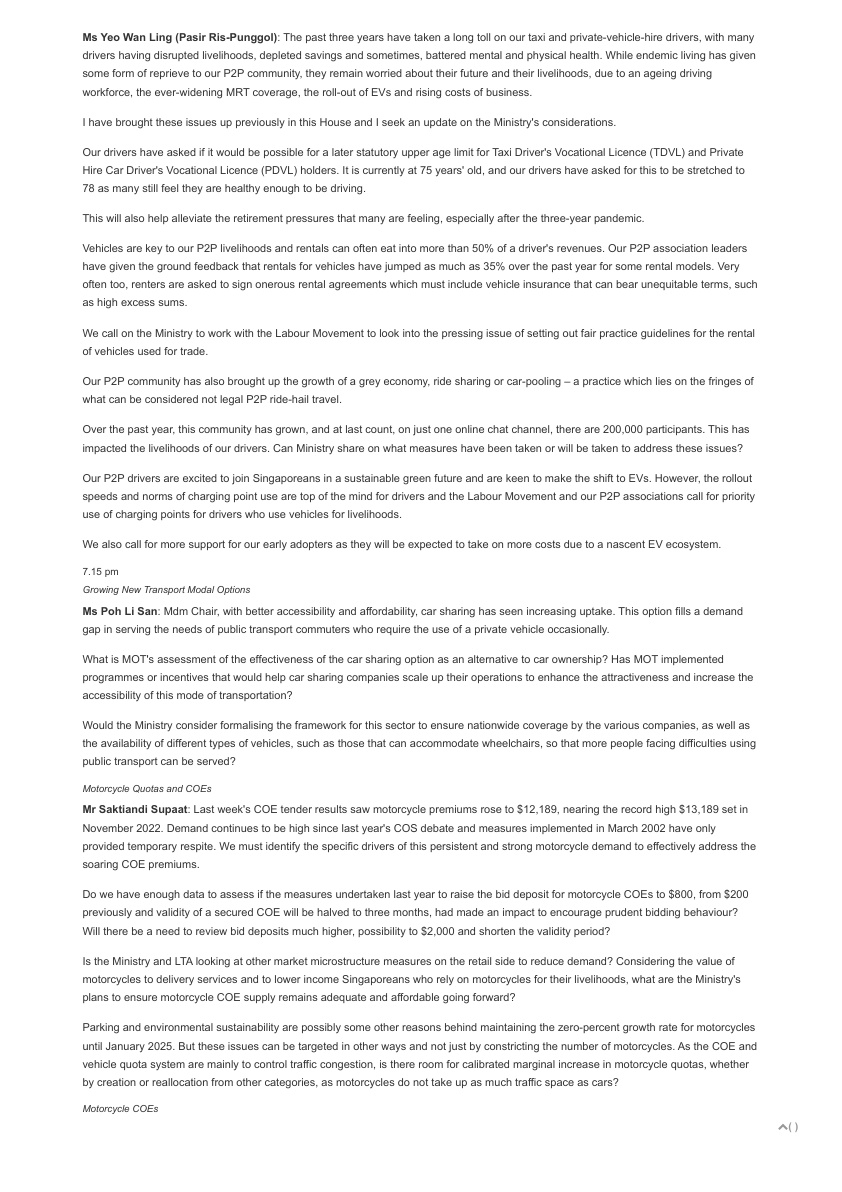 Ms Yeo Wan Ling (Pasir Ris-Punggol): The past three years have taken a long toll on our taxi and private-vehicle-hire drivers, with many
drivers having disrupted livelihoods, depleted savings and sometimes, battered mental and physical health. While endemic living has given
some form of reprieve to our P2P community, they remain worried about their future and their livelihoods, due to an ageing driving
workforce, the ever-widening MRT coverage, the roll-out of EVs and rising costs of business.
I have brought these issues up previously in this House and I seek an update on the Ministry's considerations.
Our drivers have asked if it would be possible for a later statutory upper age limit for Taxi Driver's Vocational Licence (TDVL) and Private
Hire Car Driver's Vocational Licence (PDVL) holders. It is currently at 75 years' old, and our drivers have asked for this to be stretched to
78 as many still feel they are healthy enough to be driving.
This will also help alleviate the retirement pressures that many are feeling, especially after the three-year pandemic.
Vehicles are key to our P2P livelihoods and rentals can often eat into more than 50% of a driver's revenues. Our P2P association leaders
have given the ground feedback that rentals for vehicles have jumped as much as 35% over the past year for some rental models. Very
often too, renters are asked to sign onerous rental agreements which must include vehicle insurance that can bear unequitable terms, such
as high excess sums.
We call on the Ministry to work with the Labour Movement to look into the pressing issue of setting out fair practice guidelines for the rental
of vehicles used for trade.
Our P2P community has also brought up the growth of a grey economy, ride sharing or car-pooling – a practice which lies on the fringes of
what can be considered not legal P2P ride-hail travel.
Over the past year, this community has grown, and at last count, on just one online chat channel, there are 200,000 participants. This has
impacted the livelihoods of our drivers. Can Ministry share on what measures have been taken or will be taken to address these issues?
Our P2P drivers are excited to join Singaporeans in a sustainable green future and are keen to make the shift to EVs. However, the rollout
speeds and norms of charging point use are top of the mind for drivers and the Labour Movement and our P2P associations call for priority
use of charging points for drivers who use vehicles for livelihoods.
We also call for more support for our early adopters as they will be expected to take on more costs due to a nascent EV ecosystem.
7.15 pm
Growing New Transport Modal Options
Ms Poh Li San: Mdm Chair, with better accessibility and affordability, car sharing has seen increasing uptake. This option fills a demand
gap in serving the needs of public transport commuters who require the use of a private vehicle occasionally.
What is MOT's assessment of the effectiveness of the car sharing option as an alternative to car ownership? Has MOT implemented
programmes or incentives that would help car sharing companies scale up their operations to enhance the attractiveness and increase the
accessibility of this mode of transportation?
Would the Ministry consider formalising the framework for this sector to ensure nationwide coverage by the various companies, as well as
the availability of different types of vehicles, such as those that can accommodate wheelchairs, so that more people facing difficulties using
public transport can be served?
Motorcycle Quotas and COEs
Mr Saktiandi Supaat: Last week's COE tender results saw motorcycle premiums rose to $12,189, nearing the record high $13,189 set in
November 2022. Demand continues to be high since last year's COS debate and measures implemented in March 2002 have only
provided temporary respite. We must identify the specific drivers of this persistent and strong motorcycle demand to effectively address the
soaring COE premiums.
Do we have enough data to assess if the measures undertaken last year to raise the bid deposit for motorcycle COEs to $800, from $200
previously and validity of a secured COE will be halved to three months, had made an impact to encourage prudent bidding behaviour?
Will there be a need to review bid deposits much higher, possibility to $2,000 and shorten the validity period?
Is the Ministry and LTA looking at other market microstructure measures on the retail side to reduce demand? Considering the value of
motorcycles to delivery services and to lower income Singaporeans who rely on motorcycles for their livelihoods, what are the Ministry's
plans to ensure motorcycle COE supply remains adequate and affordable going forward?
Parking and environmental sustainability are possibly some other reasons behind maintaining the zero-percent growth rate for motorcycles
until January 2025. But these issues can be targeted in other ways and not just by constricting the number of motorcycles. As the COE and
vehicle quota system are mainly to control traffic congestion, is there room for calibrated marginal increase in motorcycle quotas, whether
by creation or reallocation from other categories, as motorcycles do not take up as much traffic space as cars?
Motorcycle COEs
( )